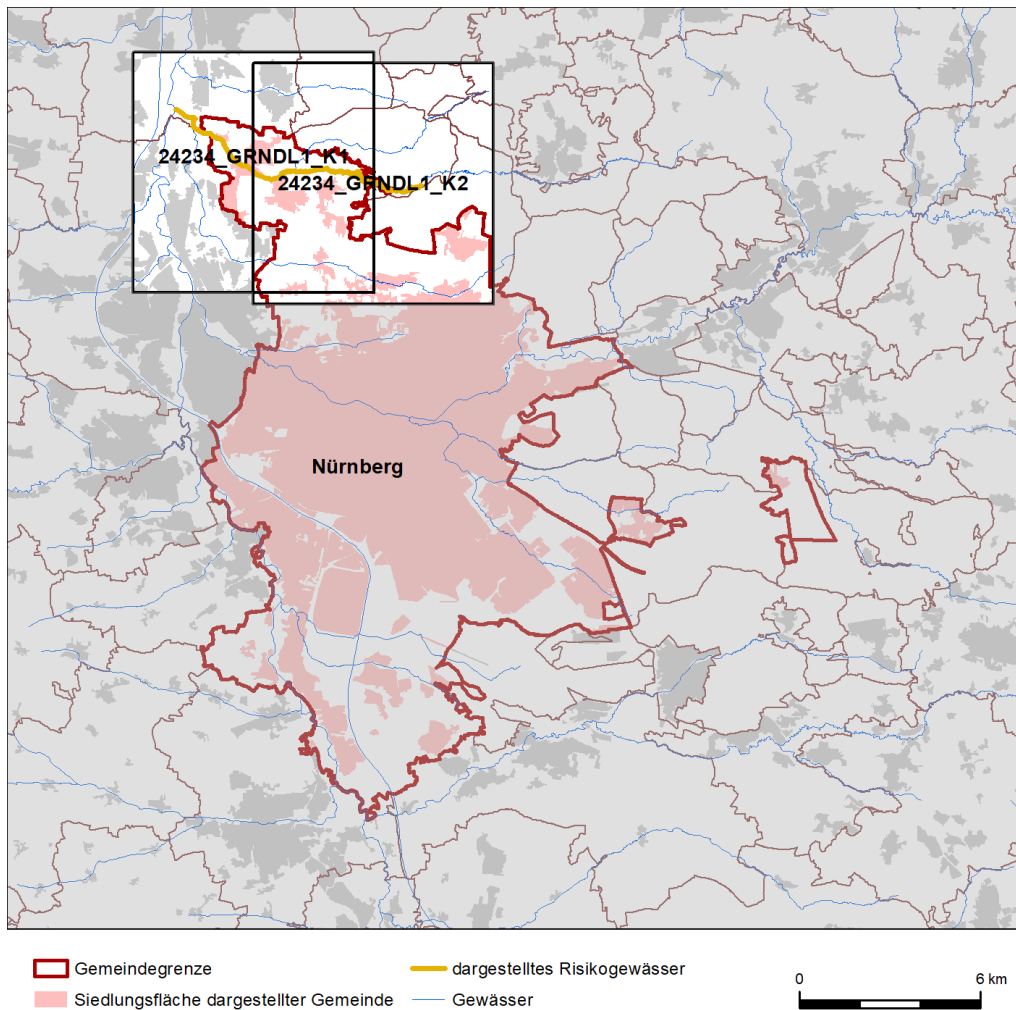 24234_GRNDL1_K1
24234_GRNDL1_K2
Nürnberg
Gemeindegrenze
dargestelltes Risikogewässer
Siedlungsfläche dargestellter Gemeinde
Gewässer
0
6 km